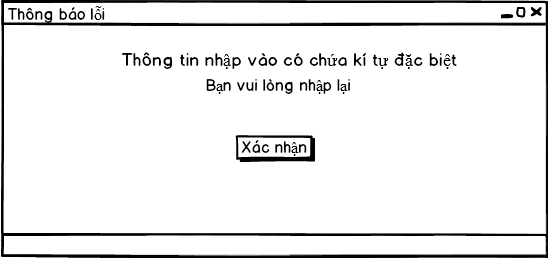 Thông báo lỗi
Thông tin nhập vào có chứa kí tự đặc biệt
Bạn vui lòng nhập lại
Xác nhận